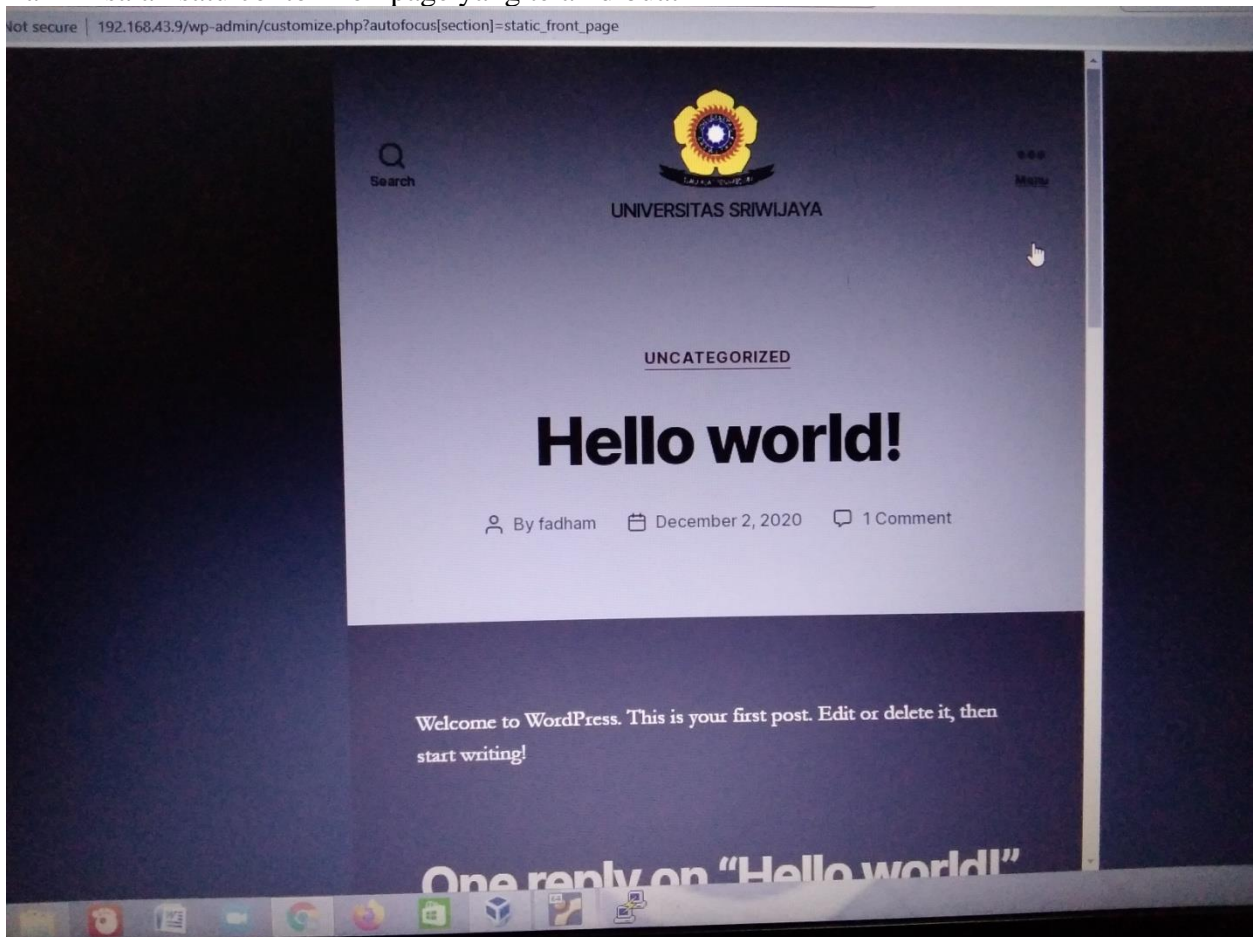 Not secure | 192.168.43.9/wp-admin/customize.php?autofocus[section]=static_front_page
Search
Menu
UNIVERSITAS SRIWIJAYA
UNCATEGORIZED
Hello world!
By fadham December 2, 2020 1 Comment
Welcome to WordPress. This is your first post. Edit or delete it, then
start writing!
One reply on “Hello world!”